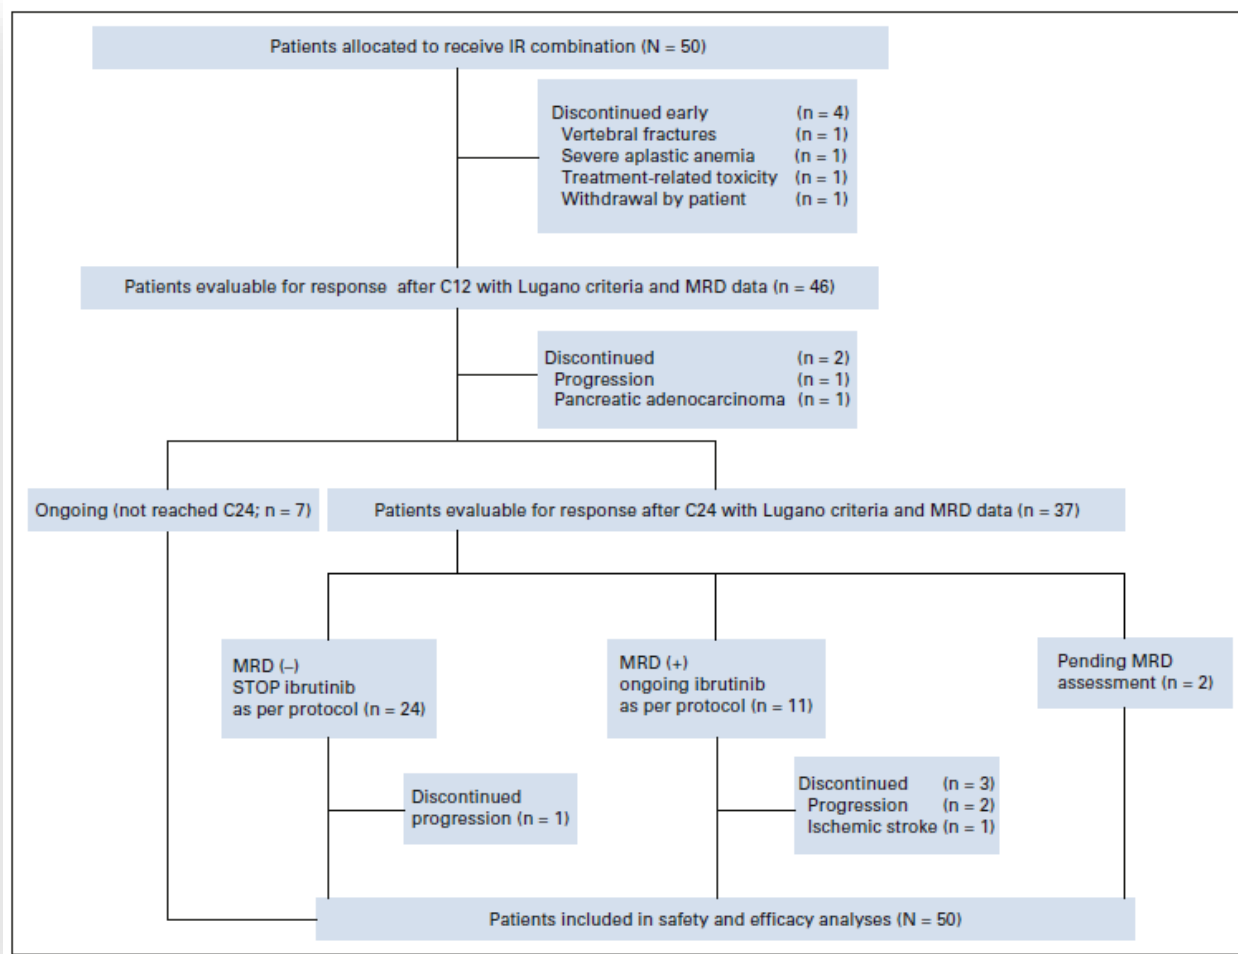 Patients allocated to receive IR combination (N = 50)
Discontinued early (n = 4)
Vertebral fractures (n = 1)
Severe aplastic anemia (n = 1)
Treatment-related toxicity (n = 1)
Withdrawal by patient (n = 1)
Patients evaluable for response after C12 with Lugano criteria and MRD data (n = 46)
Discontinued (n = 2)
Progression (n = 1)
Pancreatic adenocarcinoma (n = 1)
Ongoing (not reached C24; n = 7)
Patients evaluable for response after C24 with Lugano criteria and MRD data (n = 37)
MRD (–)
STOP ibrutinib
as per protocol (n = 24)
MRD (+)
ongoing ibrutinib
as per protocol (n = 11)
Pending MRD
assessment (n = 2)
Discontinued
progression (n = 1)
Discontinued (n = 3)
Progression (n = 2)
Ischemic stroke (n = 1)
Patients included in safety and efficacy analyses (N = 50)